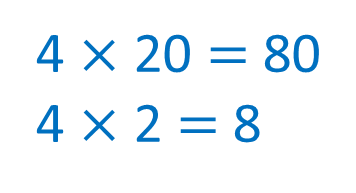 4 × 20 = 80
4 × 2 = 8